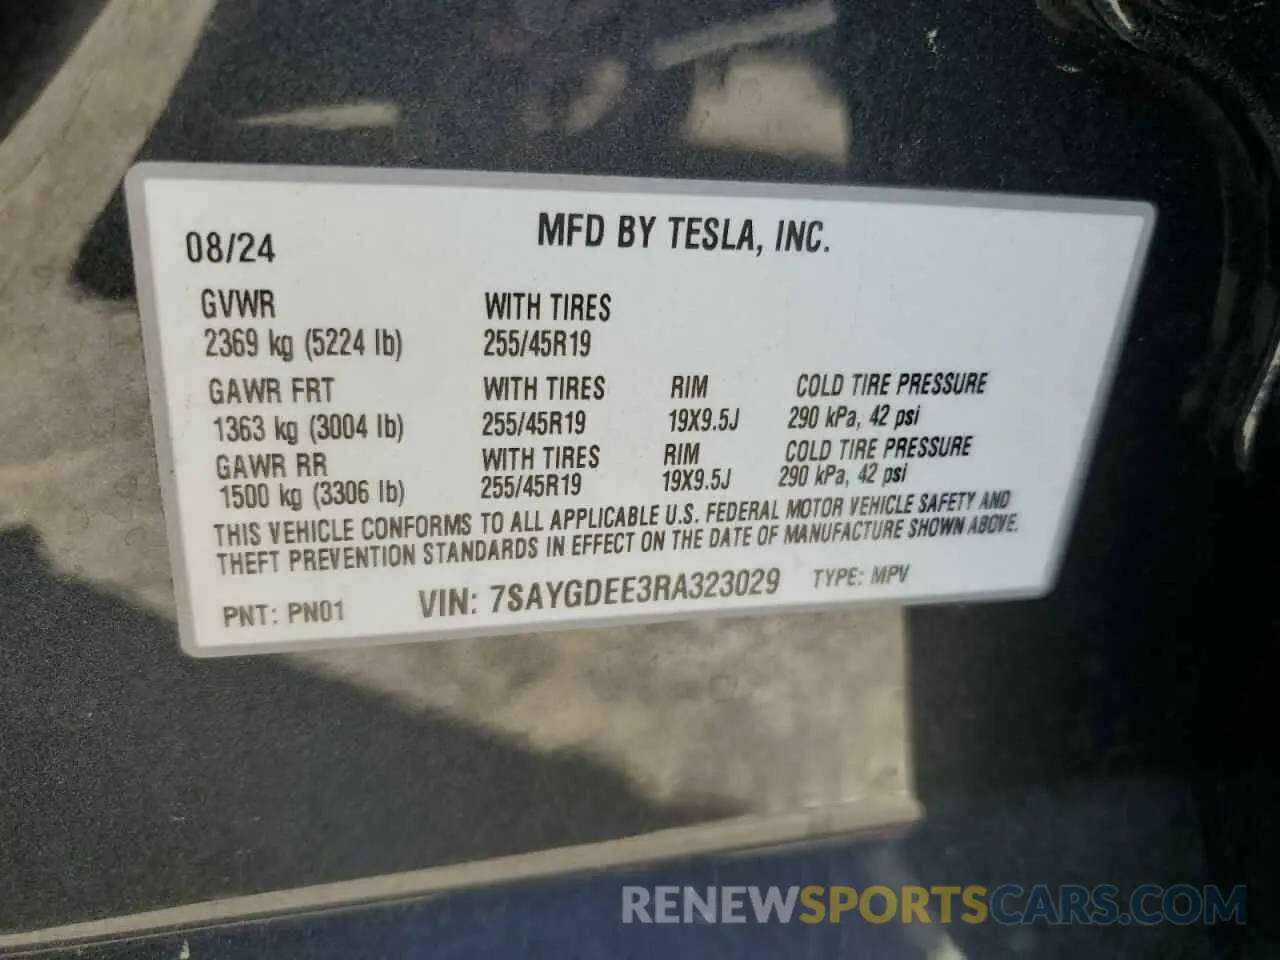 08/24 MFD BY TESLA, INC.
GVWR WITH TIRES
2369 kg (5224 lb) 255/45R19
GAWR FRT WITH TIRES RIM COLD TIRE PRESSURE
1363 kg (3004 lb) 255/45R19 19X9.5J 290 kPa, 42 psi
GAWR RR WITH TIRES RIM COLD TIRE PRESSURE
1500 kg (3306 lb) 255/45R19 19X9.5J 290 kPa, 42 psi
THIS VEHICLE CONFORMS TO ALL APPLICABLE U.S. FEDERAL MOTOR VEHICLE SAFETY AND
THEFT PREVENTION STANDARDS IN EFFECT ON THE DATE OF MANUFACTURE SHOWN ABOVE.
PNT: PN01 VIN: 7SAYGDEE3RA323029 TYPE: MPV
RENEWSPORTSCARS.COM